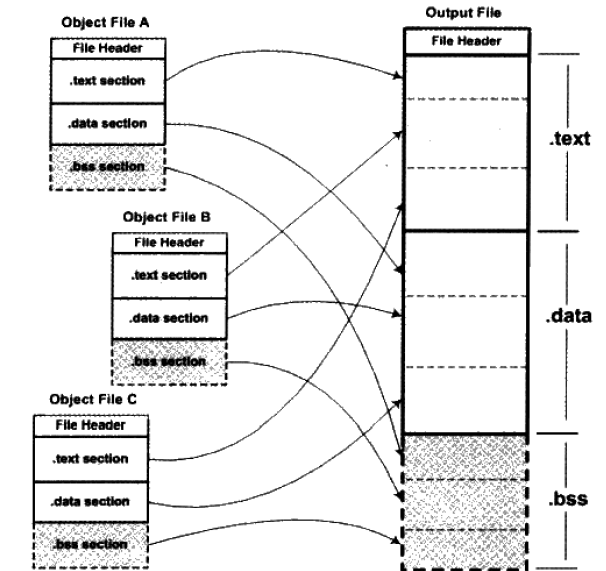 Object File A
File Header
.text section
.data section
.bss section
Object File B
File Header
.text section
.data section
.bss section
Object File C
File Header
.text section
.data section
.bss section
Output File
File Header
.text
.data
.bss